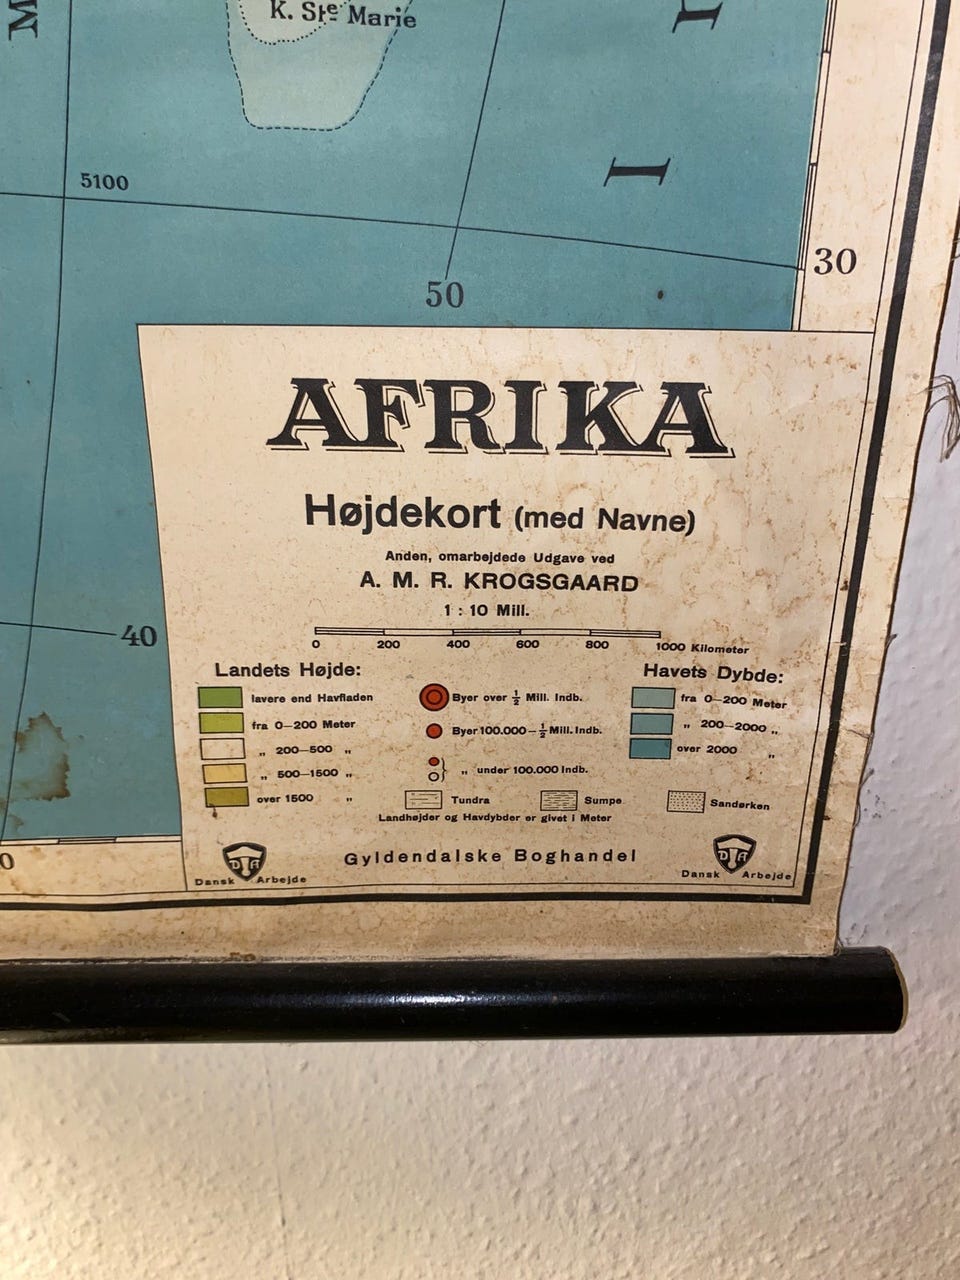 M
K. Ste Marie
I
I
5100
30
50
AFRIKA
Højdekort (med Navne)
Anden, omarbejdede Udgave ved
A. M. R. KROGSGAARD
1 : 10 Mill.
40
0 200 400 600 800 1000 Kilometer
Landets Højde:
lavere end Havfladen
fra 0—200 Meter
„ 200—500 „
„ 500—1500 „
over 1500 „
Byer over ½ Mill. Indb.
Byer 100.000—½ Mill. Indb.
„ under 100.000 Indb.
Havets Dybde:
fra 0—200 Meter
„ 200—2000 „
over 2000 „
Tundra Sumpe Sandørken
Landhøjder og Havdybder er givet i Meter
0
Gyldendalske Boghandel
DA
Dansk Arbejde
DA
Dansk Arbejde